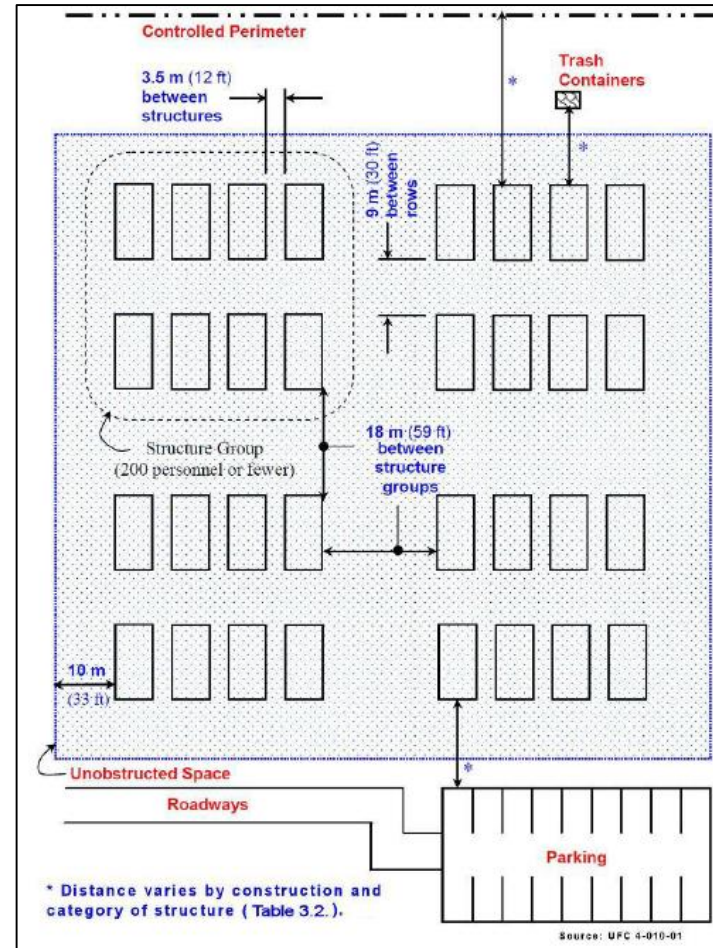 Controlled Perimeter
3.5 m (12 ft)
between
structures
*
Trash
Containers
*
9 m (30 ft)
between
rows
Structure Group
(200 personnel or fewer)
18 m (59 ft)
between
structure
groups
10 m
(33 ft)
*
Unobstructed Space
Roadways
Parking
* Distance varies by construction and
category of structure ( Table 3.2. ).
Source: UFC 4-010-01